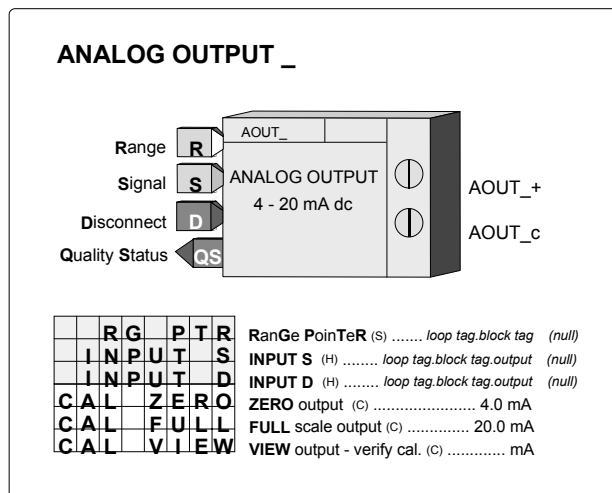 ANALOG OUTPUT _
Range R
Signal S
Disconnect D
Quality Status QS
AOUT_
ANALOG OUTPUT
4 - 20 mA dc
AOUT_+
AOUT_c
RG PTR RanGe PoinTeR (S) ....... loop tag.block tag (null)
INPUT S INPUT S (H) ........ loop tag.block tag.output (null)
INPUT D INPUT D (H) ........ loop tag.block tag.output (null)
CAL ZERO ZERO output (C) ....................... 4.0 mA
CAL FULL FULL scale output (C) .............. 20.0 mA
CAL VIEW VIEW output - verify cal. (C) ............. mA